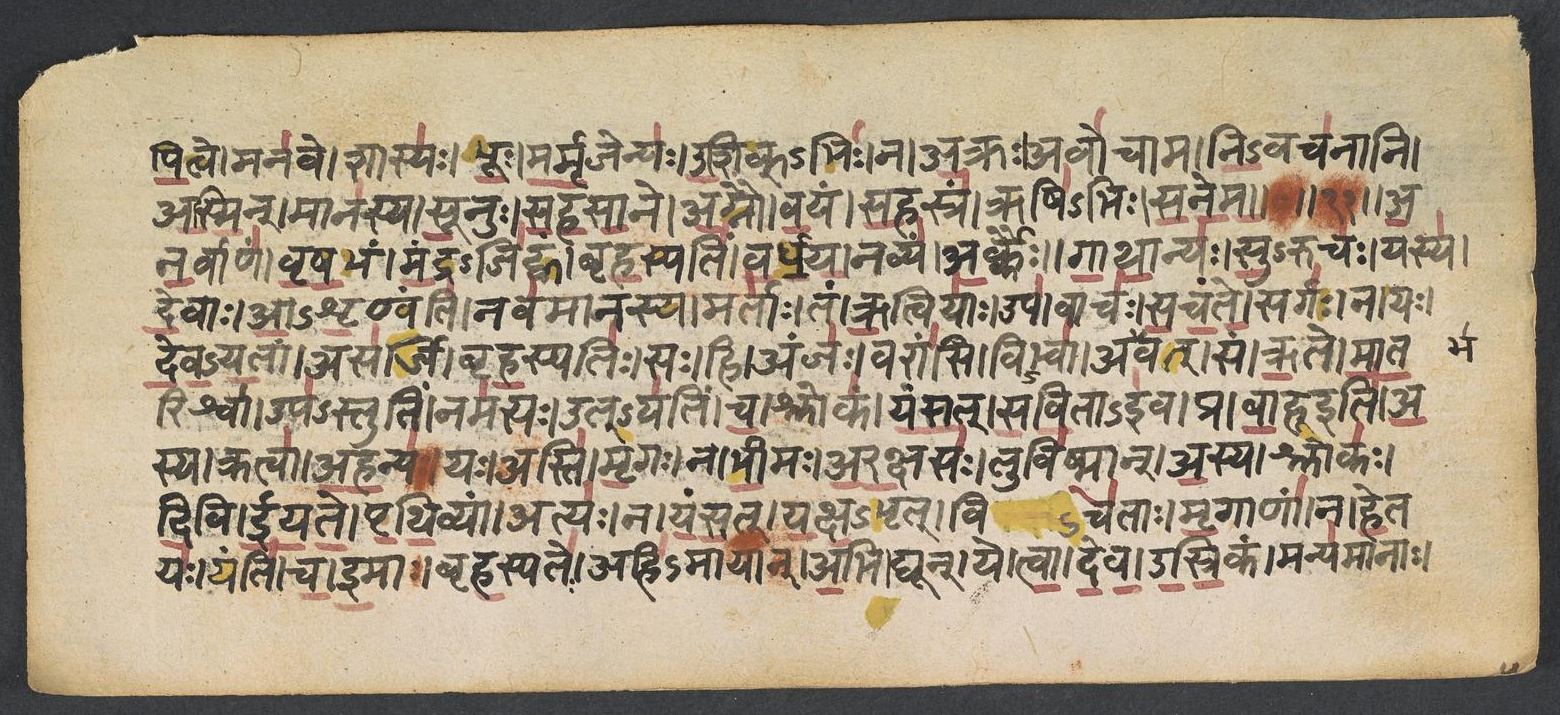 पित्वे।मनवे।शास्यः।भूः।मर्मृजेन्यः।उशिक्ऽभिः।न।अक्रः।अवोचाम।निऽवचनानि।
अस्मिन्।मानस्य।सूनुः।सहसाने।अग्नौ।वयं।सहस्रं।ऋषिऽभिः।सनेम॥ ॥१२॥अ
नर्वाणं।वृषभं।मंद्रऽजिह्वं।बृहस्पतिं।वर्धय।नव्यं।अर्कैः।गाथान्यः।सुऽरुचः।यस्य।
देवाः।आऽशृण्वंति।नवमानस्य।मर्ताः।तं।ऋत्वियाः।उप।वाचः।सचंते।सर्गः।न।यः।
देवऽयतां।असर्जि।बृहस्पतिः।सः।हि।अंजः।वरांसि।विऽभ्वा।अभवत्।सं।ऋते।मात
रिश्वा।उपऽस्तुतिं।नमसः।उत्ऽयतिं।च।श्लोकं।यंसत्।सविताऽइव।प्र।बाहूइति।अ
स्य।क्रत्वा।अहन्यः।यः।अस्ति।मृगः।न।भीमः।अरक्षसः।तुविष्मान्।अस्य।श्लोकः।
दिवि।ईयते।पृथिव्यां।अत्यः।न।यंसत्।यक्षऽभृत्।वि ऽचेताः।मृगाणां।न।हेत
यः।यंति।च।इमाः।बृहस्पतेः।अहिऽमायान्।अभि।द्यून्।ये।त्वा।देव।उस्रिकं।मन्यमानाः।
भ